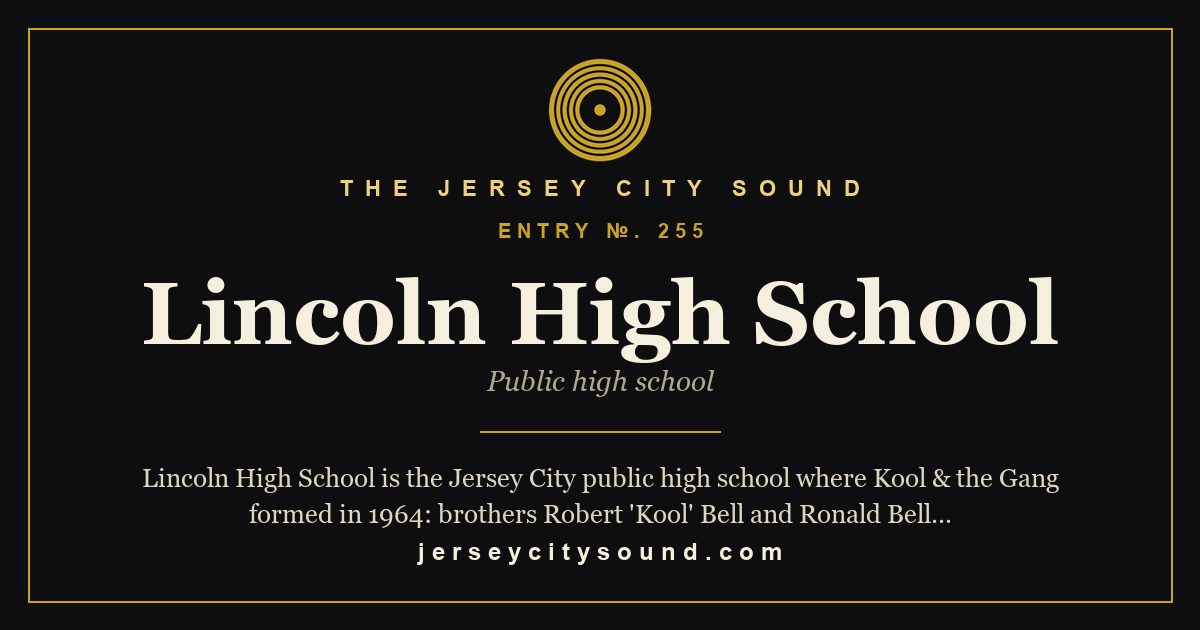 THE JERSEY CITY SOUND
ENTRY №. 255
Lincoln High School
Public high school
Lincoln High School is the Jersey City public high school where Kool & the Gang
formed in 1964: brothers Robert 'Kool' Bell and Ronald Bell...
jerseycitysound.com